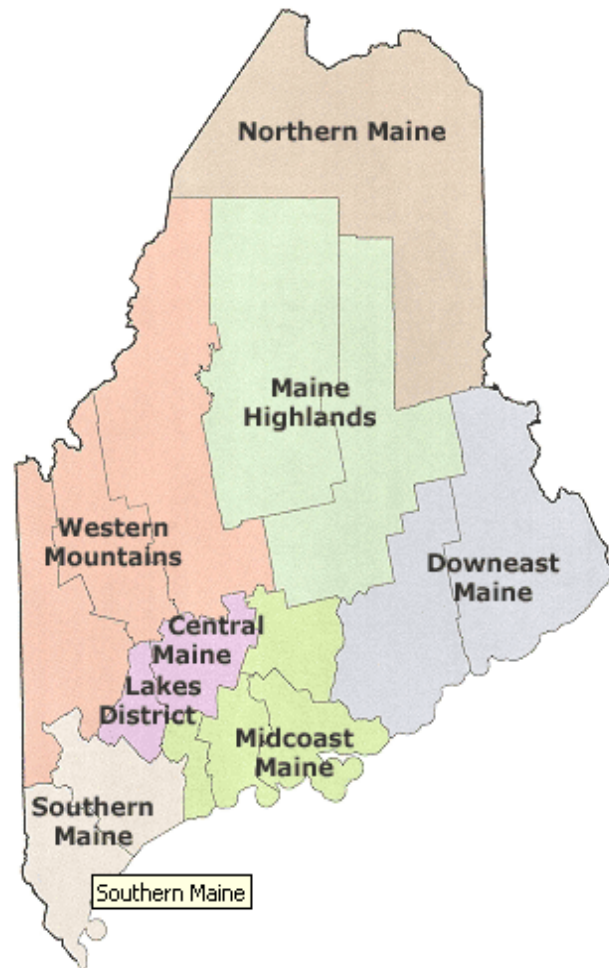 Northern Maine
Maine
Highlands
Western
Mountains
Downeast
Maine
Central
Maine
Lakes
District
Midcoast
Maine
Southern
Maine
Southern Maine